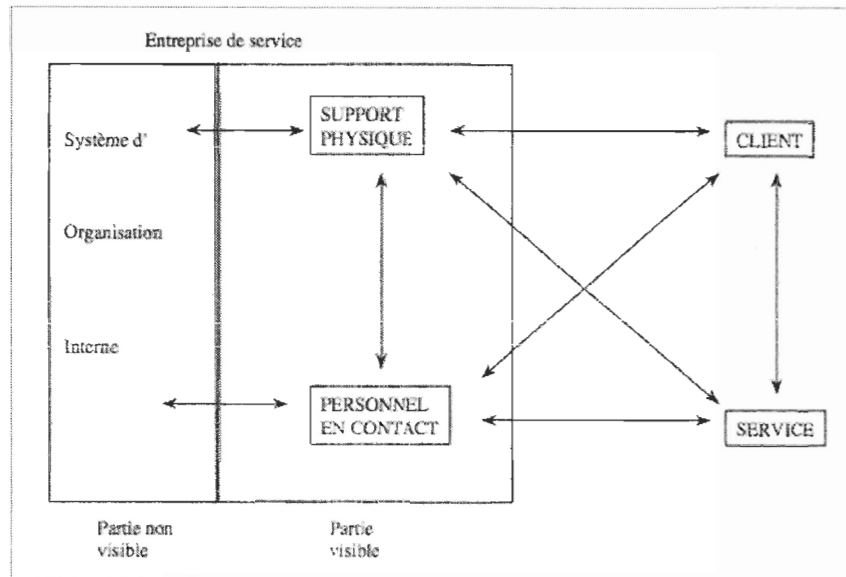 Entreprise de service
SUPPORT
PHYSIQUE
Système d'
CLIENT
Organisation
Interne
PERSONNEL
EN CONTACT
SERVICE
Partie non
visible
Partie
visible